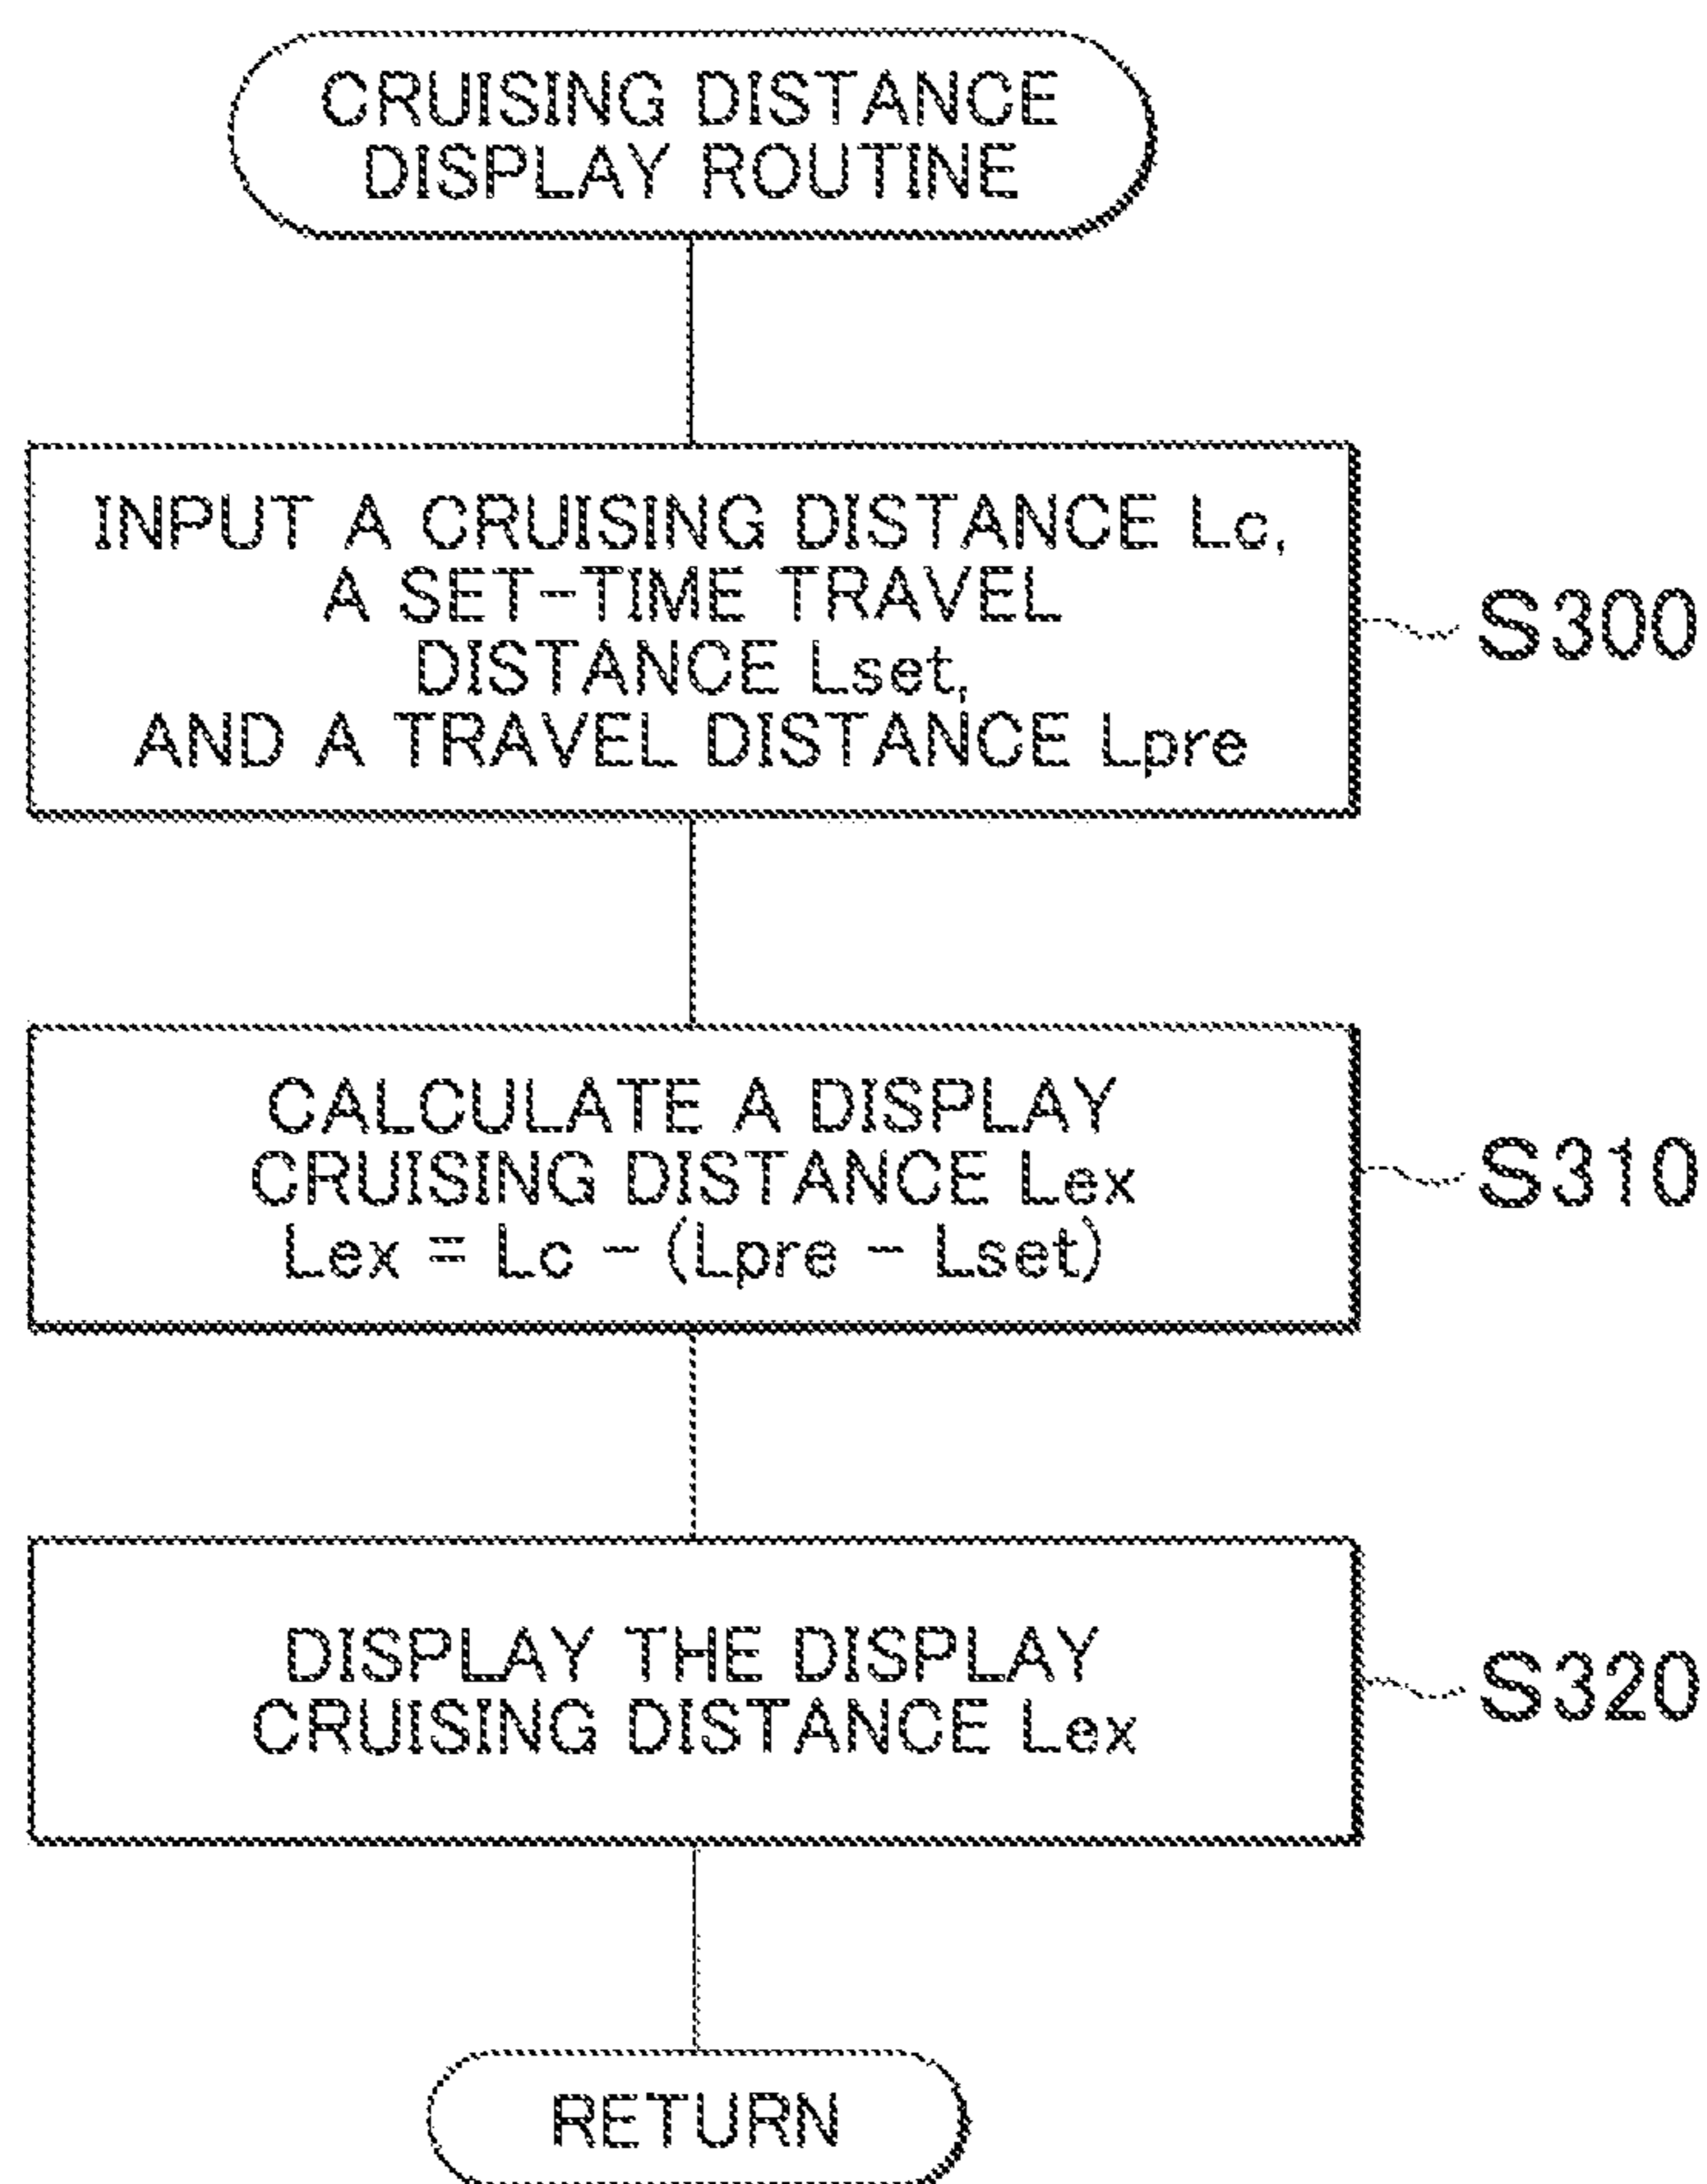 CRUISING DISTANCE
DISPLAY ROUTINE
INPUT A CRUISING DISTANCE Lc,
A SET-TIME TRAVEL
DISTANCE Lset,
AND A TRAVEL DISTANCE Lpre
S300
CALCULATE A DISPLAY
CRUISING DISTANCE Lex
Lex = Lc - (Lpre - Lset)
S310
DISPLAY THE DISPLAY
CRUISING DISTANCE Lex
S320
RETURN